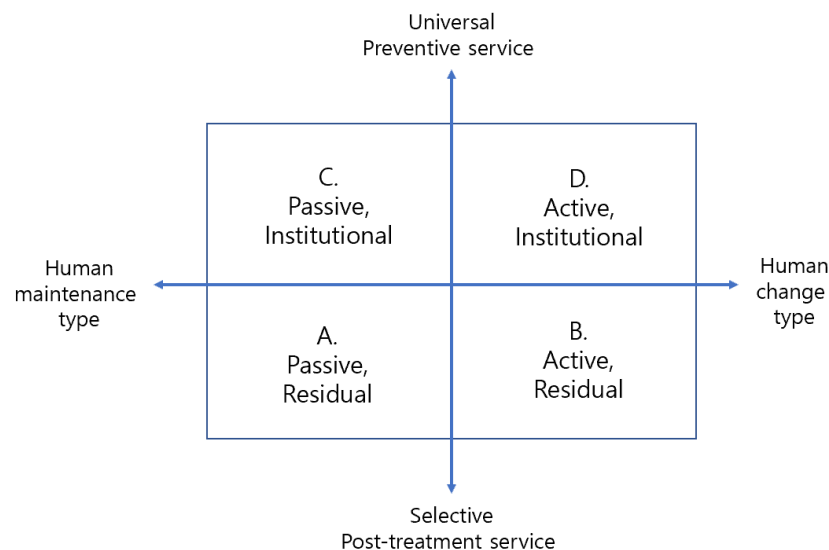 Universal
Preventive service
C.
Passive,
Institutional
D.
Active,
Institutional
Human
maintenance
type
Human
change
type
A.
Passive,
Residual
B.
Active,
Residual
Selective
Post-treatment service